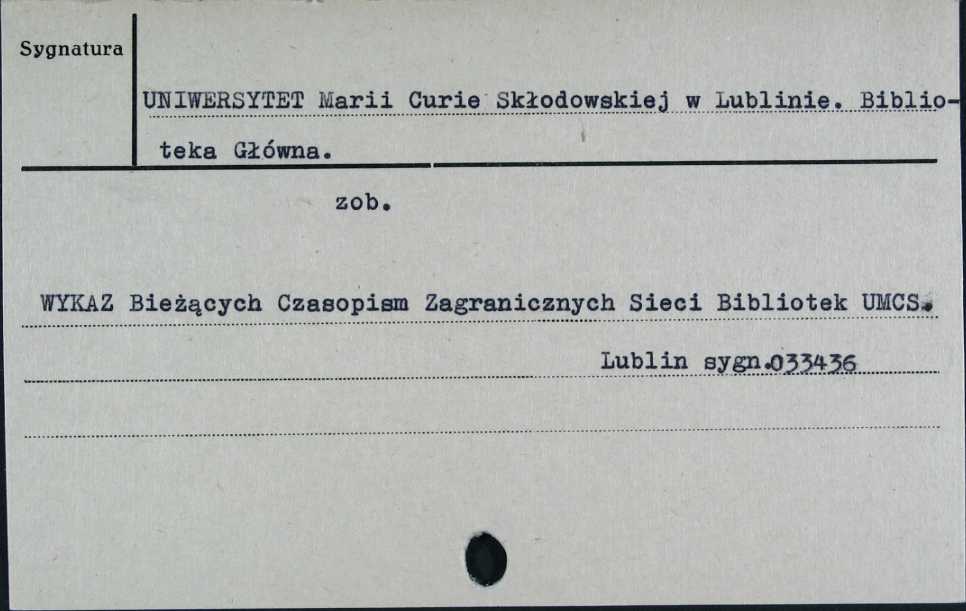 Sygnatura
UNIWERSYTET Marii Curie Skłodowskiej w Lublinie. Biblio-
teka Główna.
zob.
WYKAZ Bieżących Czasopism Zagranicznych Sieci Bibliotek UMCS.
Lublin sygn.033436